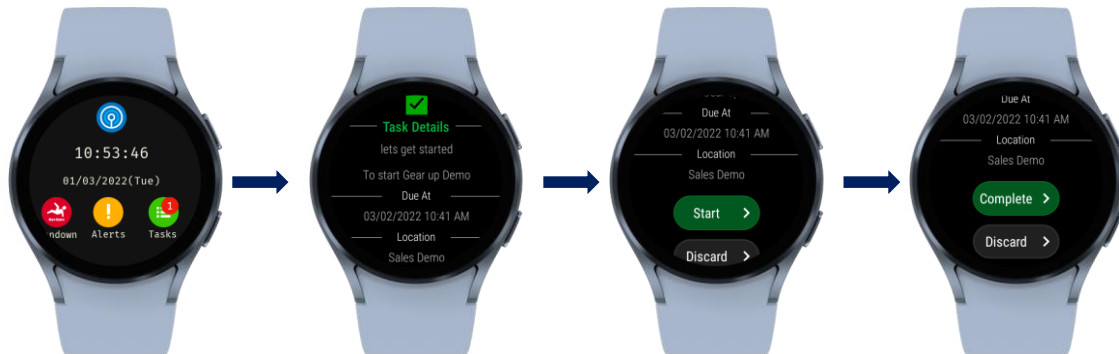 10:53:46
01/03/2022(Tue)
1
ndown Alerts Tasks
Task Details
lets get started
To start Gear up Demo
Due At
03/02/2022 10:41 AM
Location
Sales Demo
Due At
03/02/2022 10:41 AM
Location
Sales Demo
Start
Discard
Due At
03/02/2022 10:41 AM
Location
Sales Demo
Complete
Discard